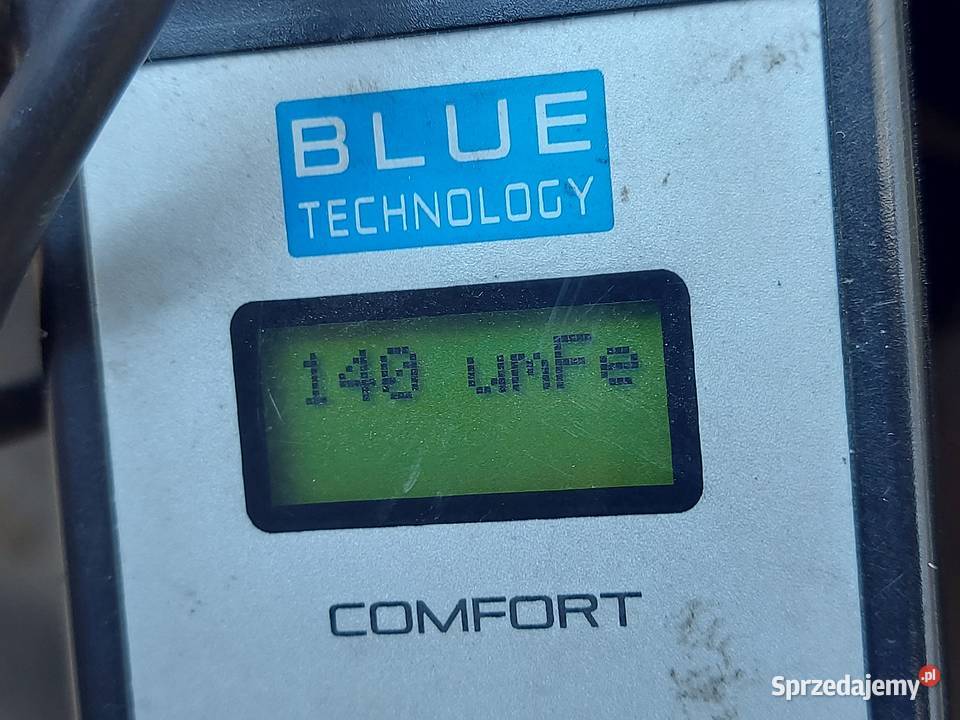 BLUE
TECHNOLOGY
140 umFe
COMFORT
Sprzedajemy.pl